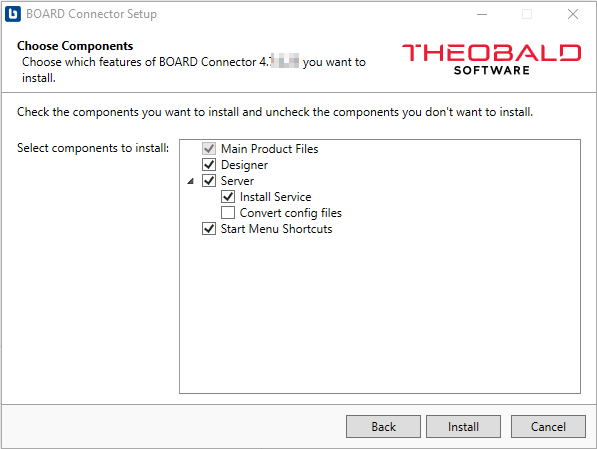 BOARD Connector Setup
Choose Components
Choose which features of BOARD Connector 4. you want to
install.
THEOBALD
SOFTWARE
Check the components you want to install and uncheck the components you don't want to install.
Select components to install:
Main Product Files
Designer
Server
Install Service
Convert config files
Start Menu Shortcuts
Back
Install
Cancel